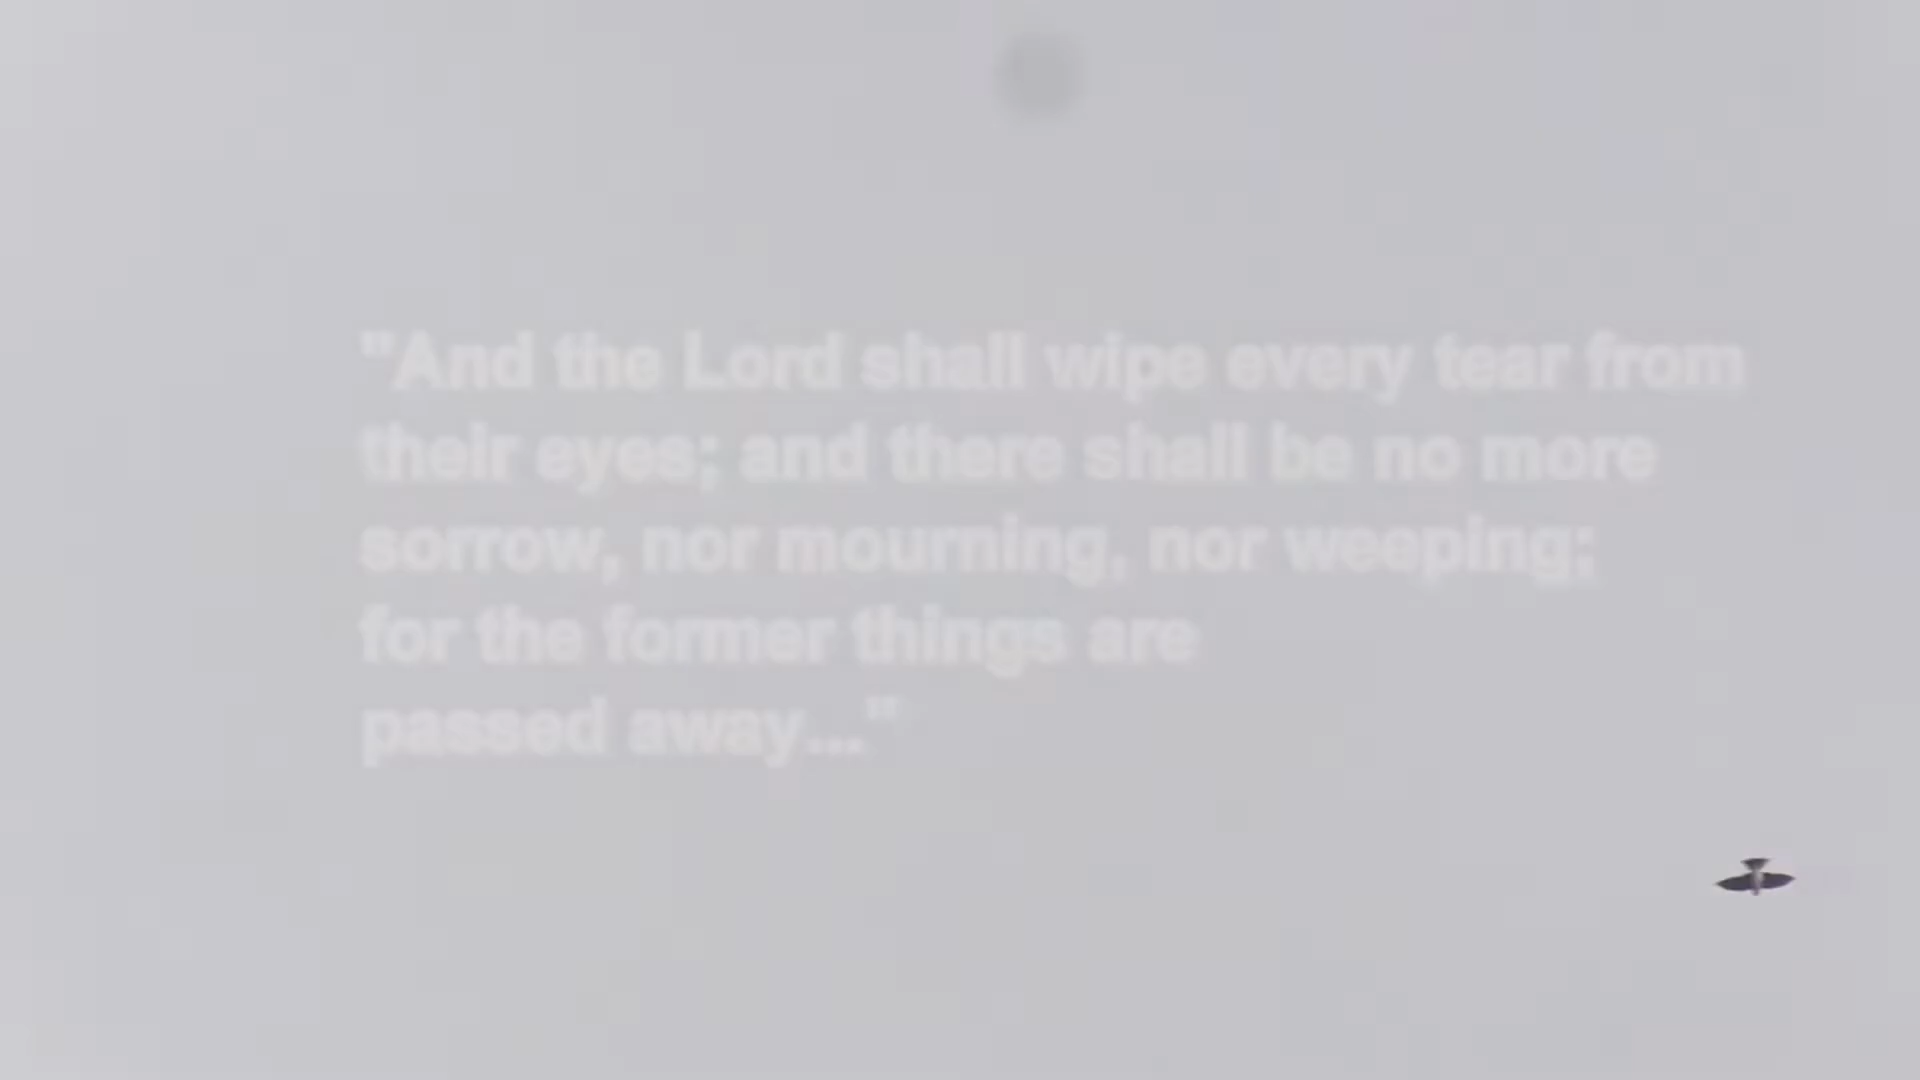 "And the Lord shall wipe every tear from
their eyes; and there shall be no more
sorrow, nor mourning, nor weeping;
for the former things are
passed away..."